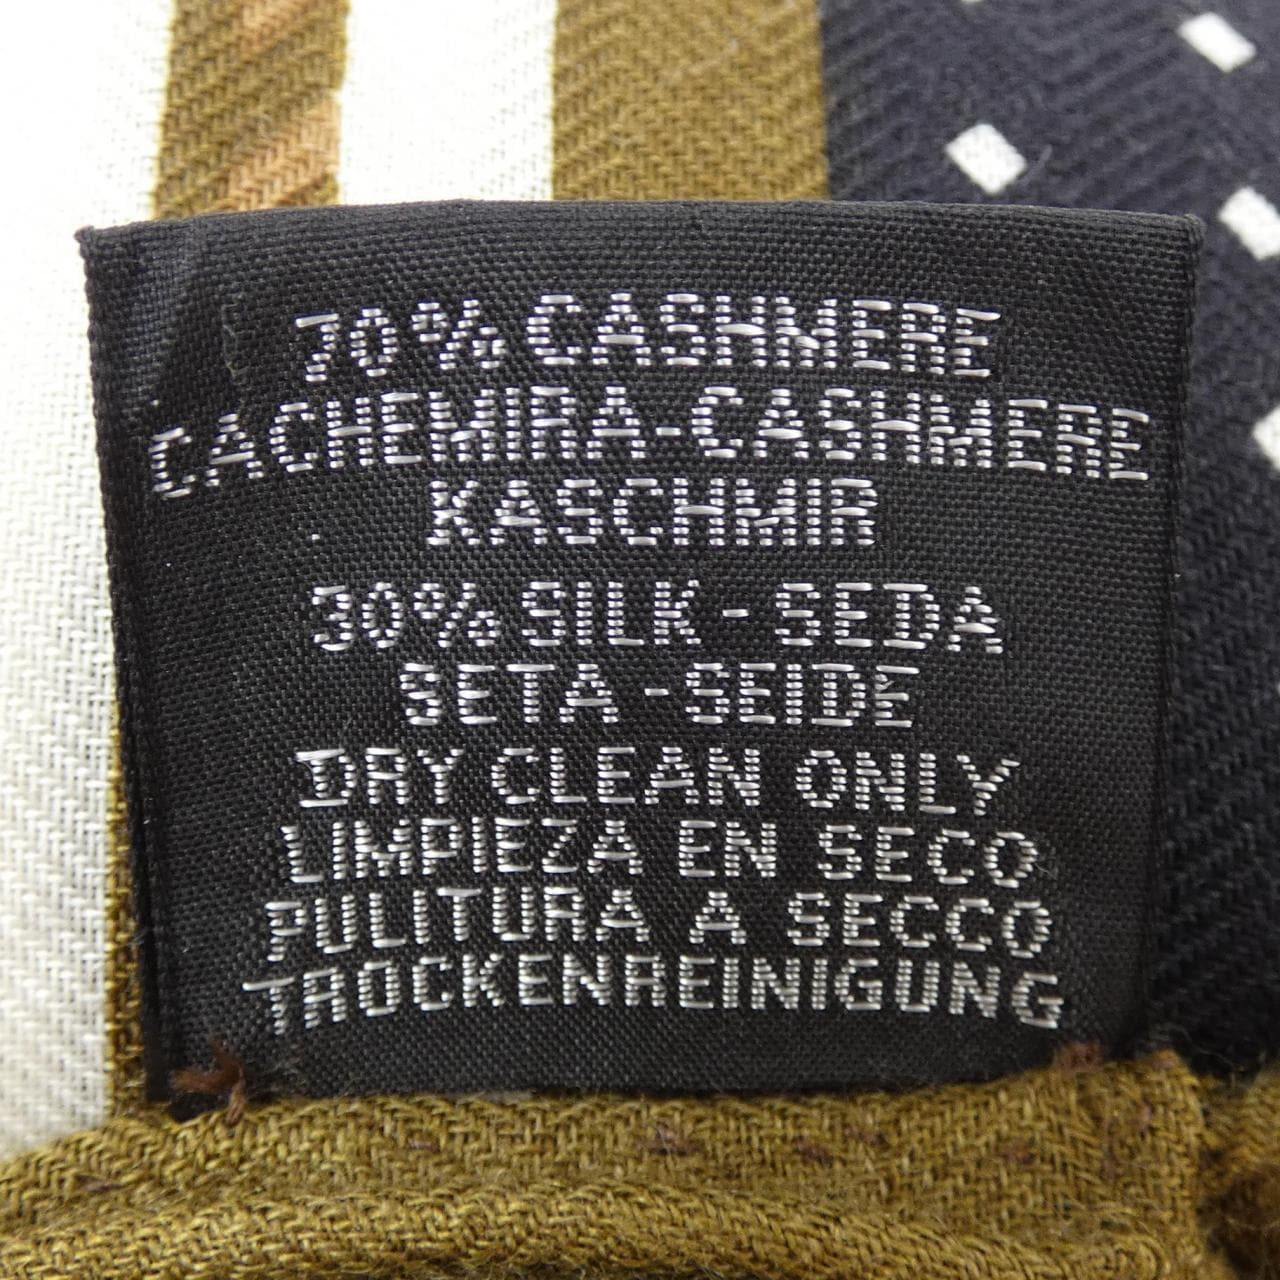 70% CASHMERE
CACHEMIRA-CASHMERE
KASCHMIR
30% SILK - SEDA
SETA - SEIDE
DRY CLEAN ONLY
LIMPIEZA EN SECO
PULITURA A SECCO
TROCKENREINIGUNG